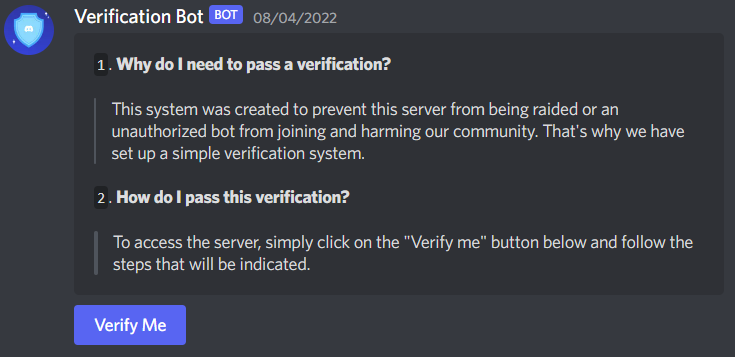 Verification Bot BOT 08/04/2022
1. Why do I need to pass a verification?
This system was created to prevent this server from being raided or an
unauthorized bot from joining and harming our community. That's why we have
set up a simple verification system.
2. How do I pass this verification?
To access the server, simply click on the "Verify me" button below and follow the
steps that will be indicated.
Verify Me